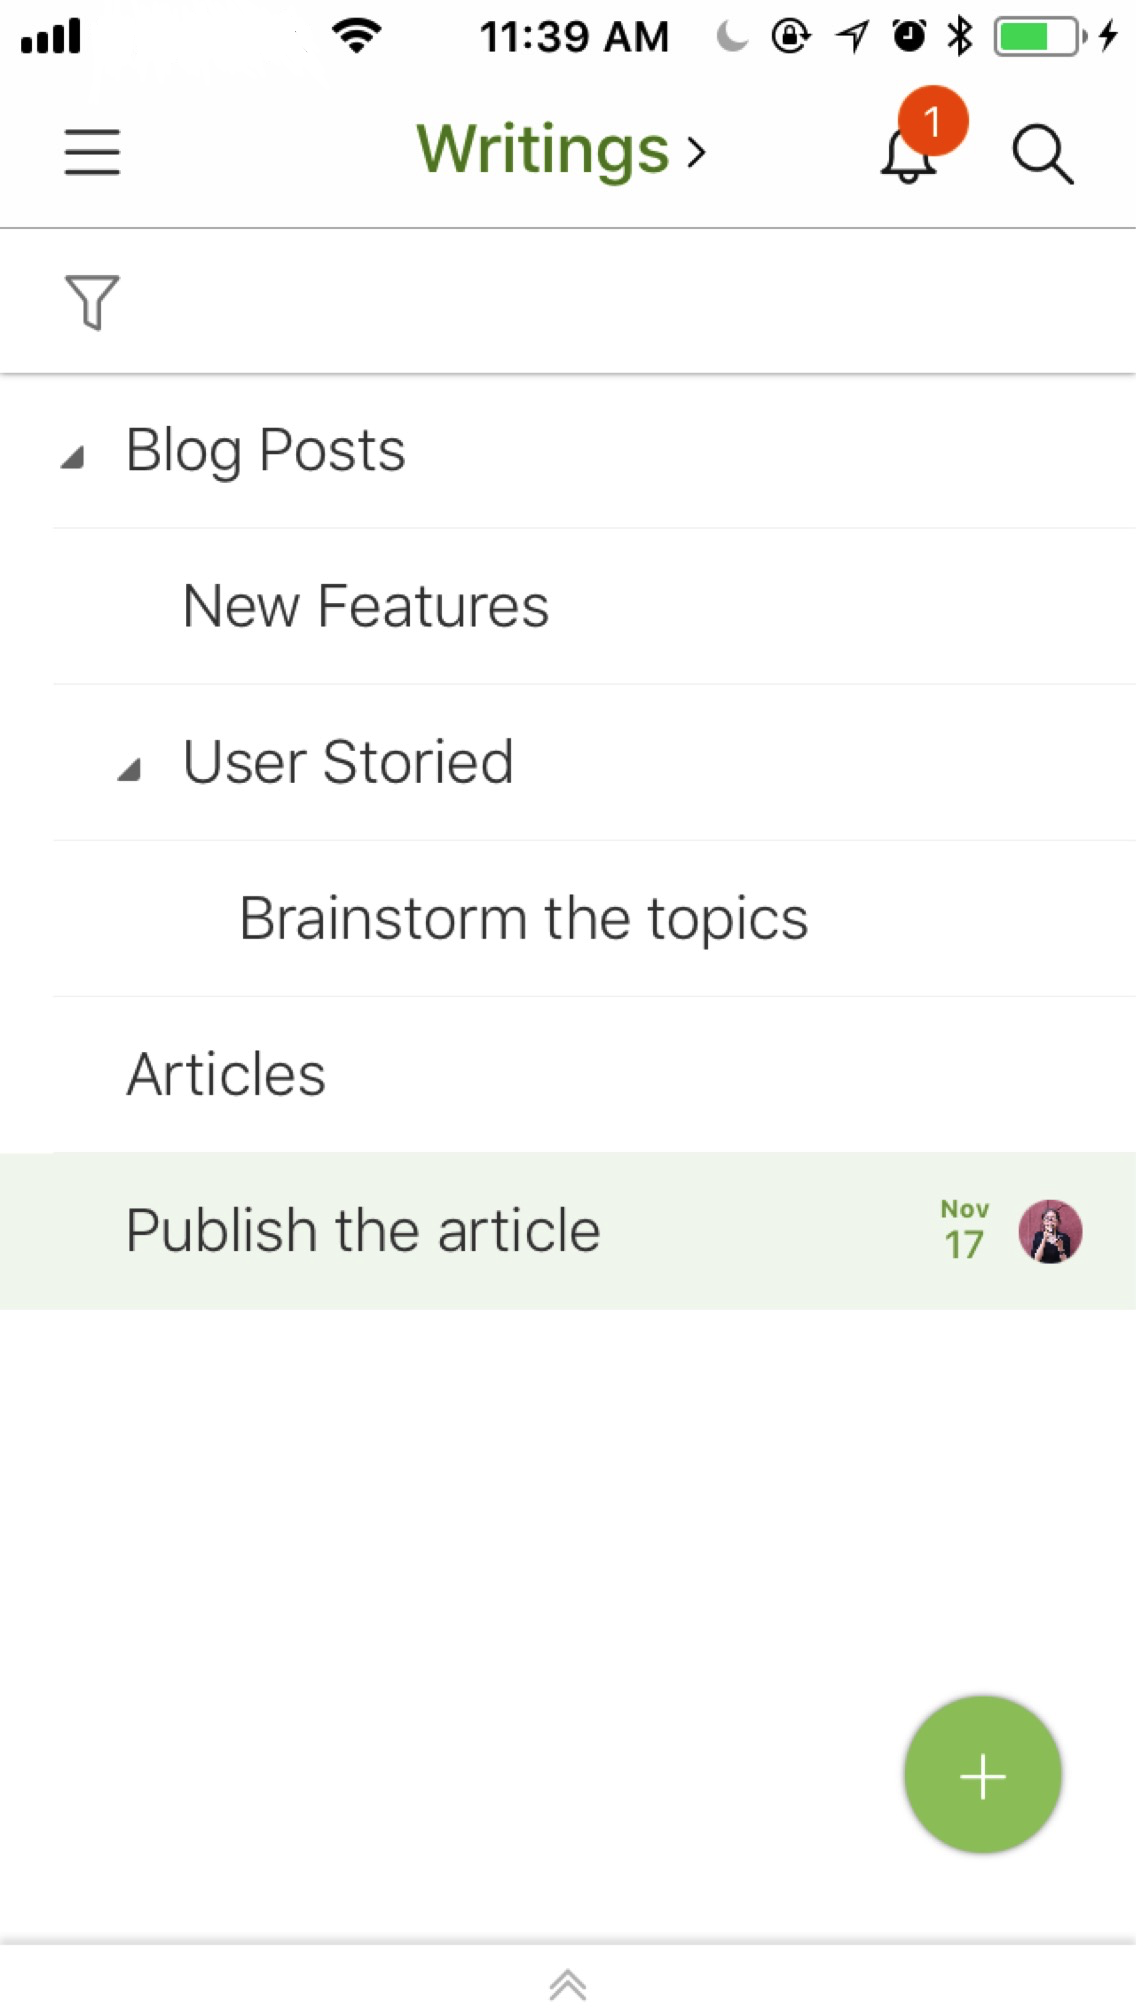 11:39 AM
Writings
1
Blog Posts
New Features
User Storied
Brainstorm the topics
Articles
Publish the article
Nov
17